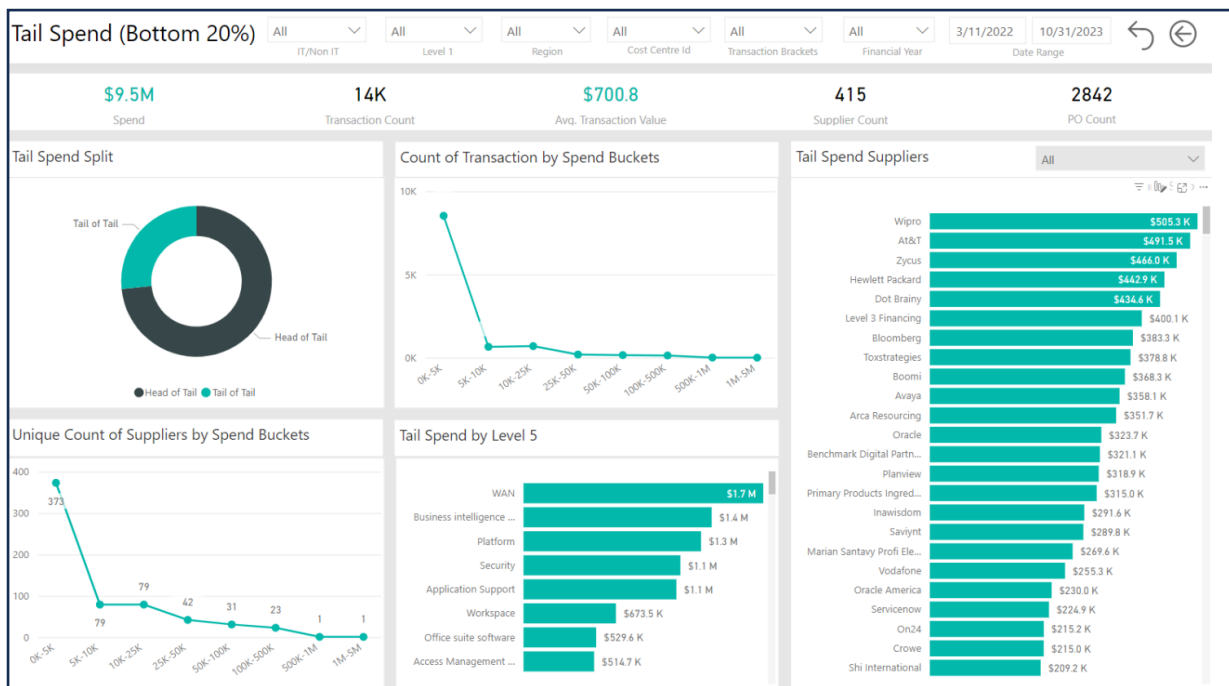 Tail Spend (Bottom 20%)
All
IT/Non IT
All
Level 1
All
Region
All
Cost Centre Id
All
Transaction Brackets
All
Financial Year
3/11/2022
10/31/2023
Date Range
$9.5M
Spend
14K
Transaction Count
$700.8
Avg. Transaction Value
415
Supplier Count
2842
PO Count
Tail Spend Split
Tail of Tail
Head of Tail
Head of Tail
Tail of Tail
Count of Transaction by Spend Buckets
10K
5K
0K
0K-5K
5K-10K
10K-25K
25K-50K
50K-100K
100K-500K
500K-1M
1M-5M
Tail Spend Suppliers
All
Wipro
$505.3 K
At&T
$491.5 K
Zycus
$466.0 K
Hewlett Packard
$442.9 K
Dot Brainy
$434.6 K
Level 3 Financing
$400.1 K
Bloomberg
$383.3 K
Toxstrategies
$378.8 K
Boomi
$368.3 K
Avaya
$358.1 K
Arca Resourcing
$351.7 K
Oracle
$323.7 K
Benchmark Digital Partn...
$321.1 K
Planview
$318.9 K
Primary Products Ingred...
$315.0 K
Inawisdom
$291.6 K
Saviynt
$289.8 K
Marian Santavy Profi Ele...
$269.6 K
Vodafone
$255.3 K
Oracle America
$230.0 K
Servicenow
$224.9 K
On24
$215.2 K
Crowe
$215.0 K
Shi International
$209.2 K
Unique Count of Suppliers by Spend Buckets
400
300
200
100
0
373
79
79
42
31
23
1
1
0K-5K
5K-10K
10K-25K
25K-50K
50K-100K
100K-500K
500K-1M
1M-5M
Tail Spend by Level 5
WAN
$1.7 M
Business intelligence ...
$1.4 M
Platform
$1.3 M
Security
$1.1 M
Application Support
$1.1 M
Workspace
$673.5 K
Office suite software
$529.6 K
Access Management ...
$514.7 K